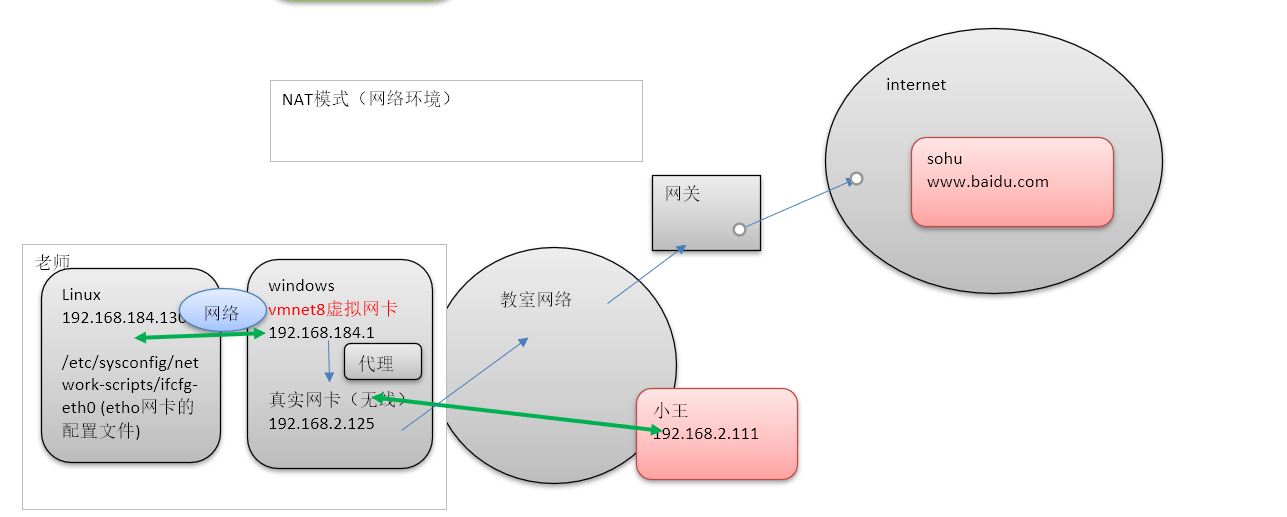 NAT模式（网络环境）
internet
sohu
www.baidu.com
网关
老师
Linux
192.168.184.130
/etc/sysconfig/net
work-scripts/ifcfg-
eth0 (etho网卡的
配置文件)
网络
windows
vmnet8虚拟网卡
192.168.184.1
代理
真实网卡（无线）
192.168.2.125
教室网络
小王
192.168.2.111